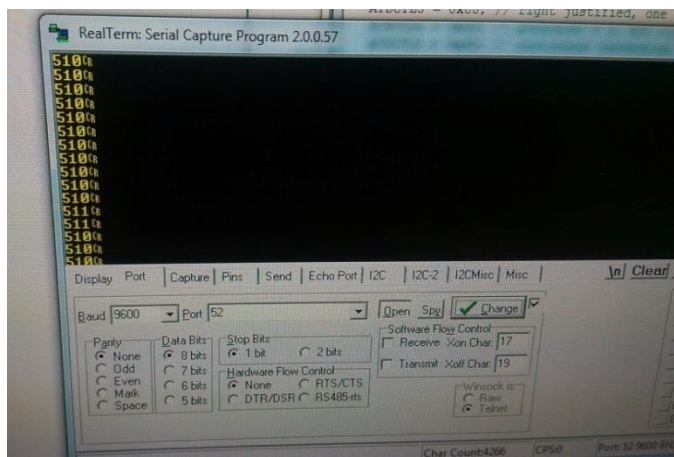 right justified, one
RealTerm: Serial Capture Program 2.0.0.57
510CR
510CR
510CR
510CR
510CR
510CR
510CR
510CR
510CR
510CR
510CR
511CR
511CR
510CR
510CR
510CR
Display Port Capture Pins Send Echo Port I2C I2C-2 I2CMisc Misc \n Clear
Baud 9600 Port 52 Open Spy Change
Parity
None
Odd
Even
Mark
Space
Data Bits
8 bits
7 bits
6 bits
5 bits
Stop Bits
1 bit 2 bits
Hardware Flow Control
None RTS/CTS
DTR/DSR RS485-rts
Software Flow Control
Receive Xon Char: 17
Transmit Xoff Char: 19
Winsock is:
Raw
Telnet
Char Count:4266 CPS:0 Port: 52 9600 8N